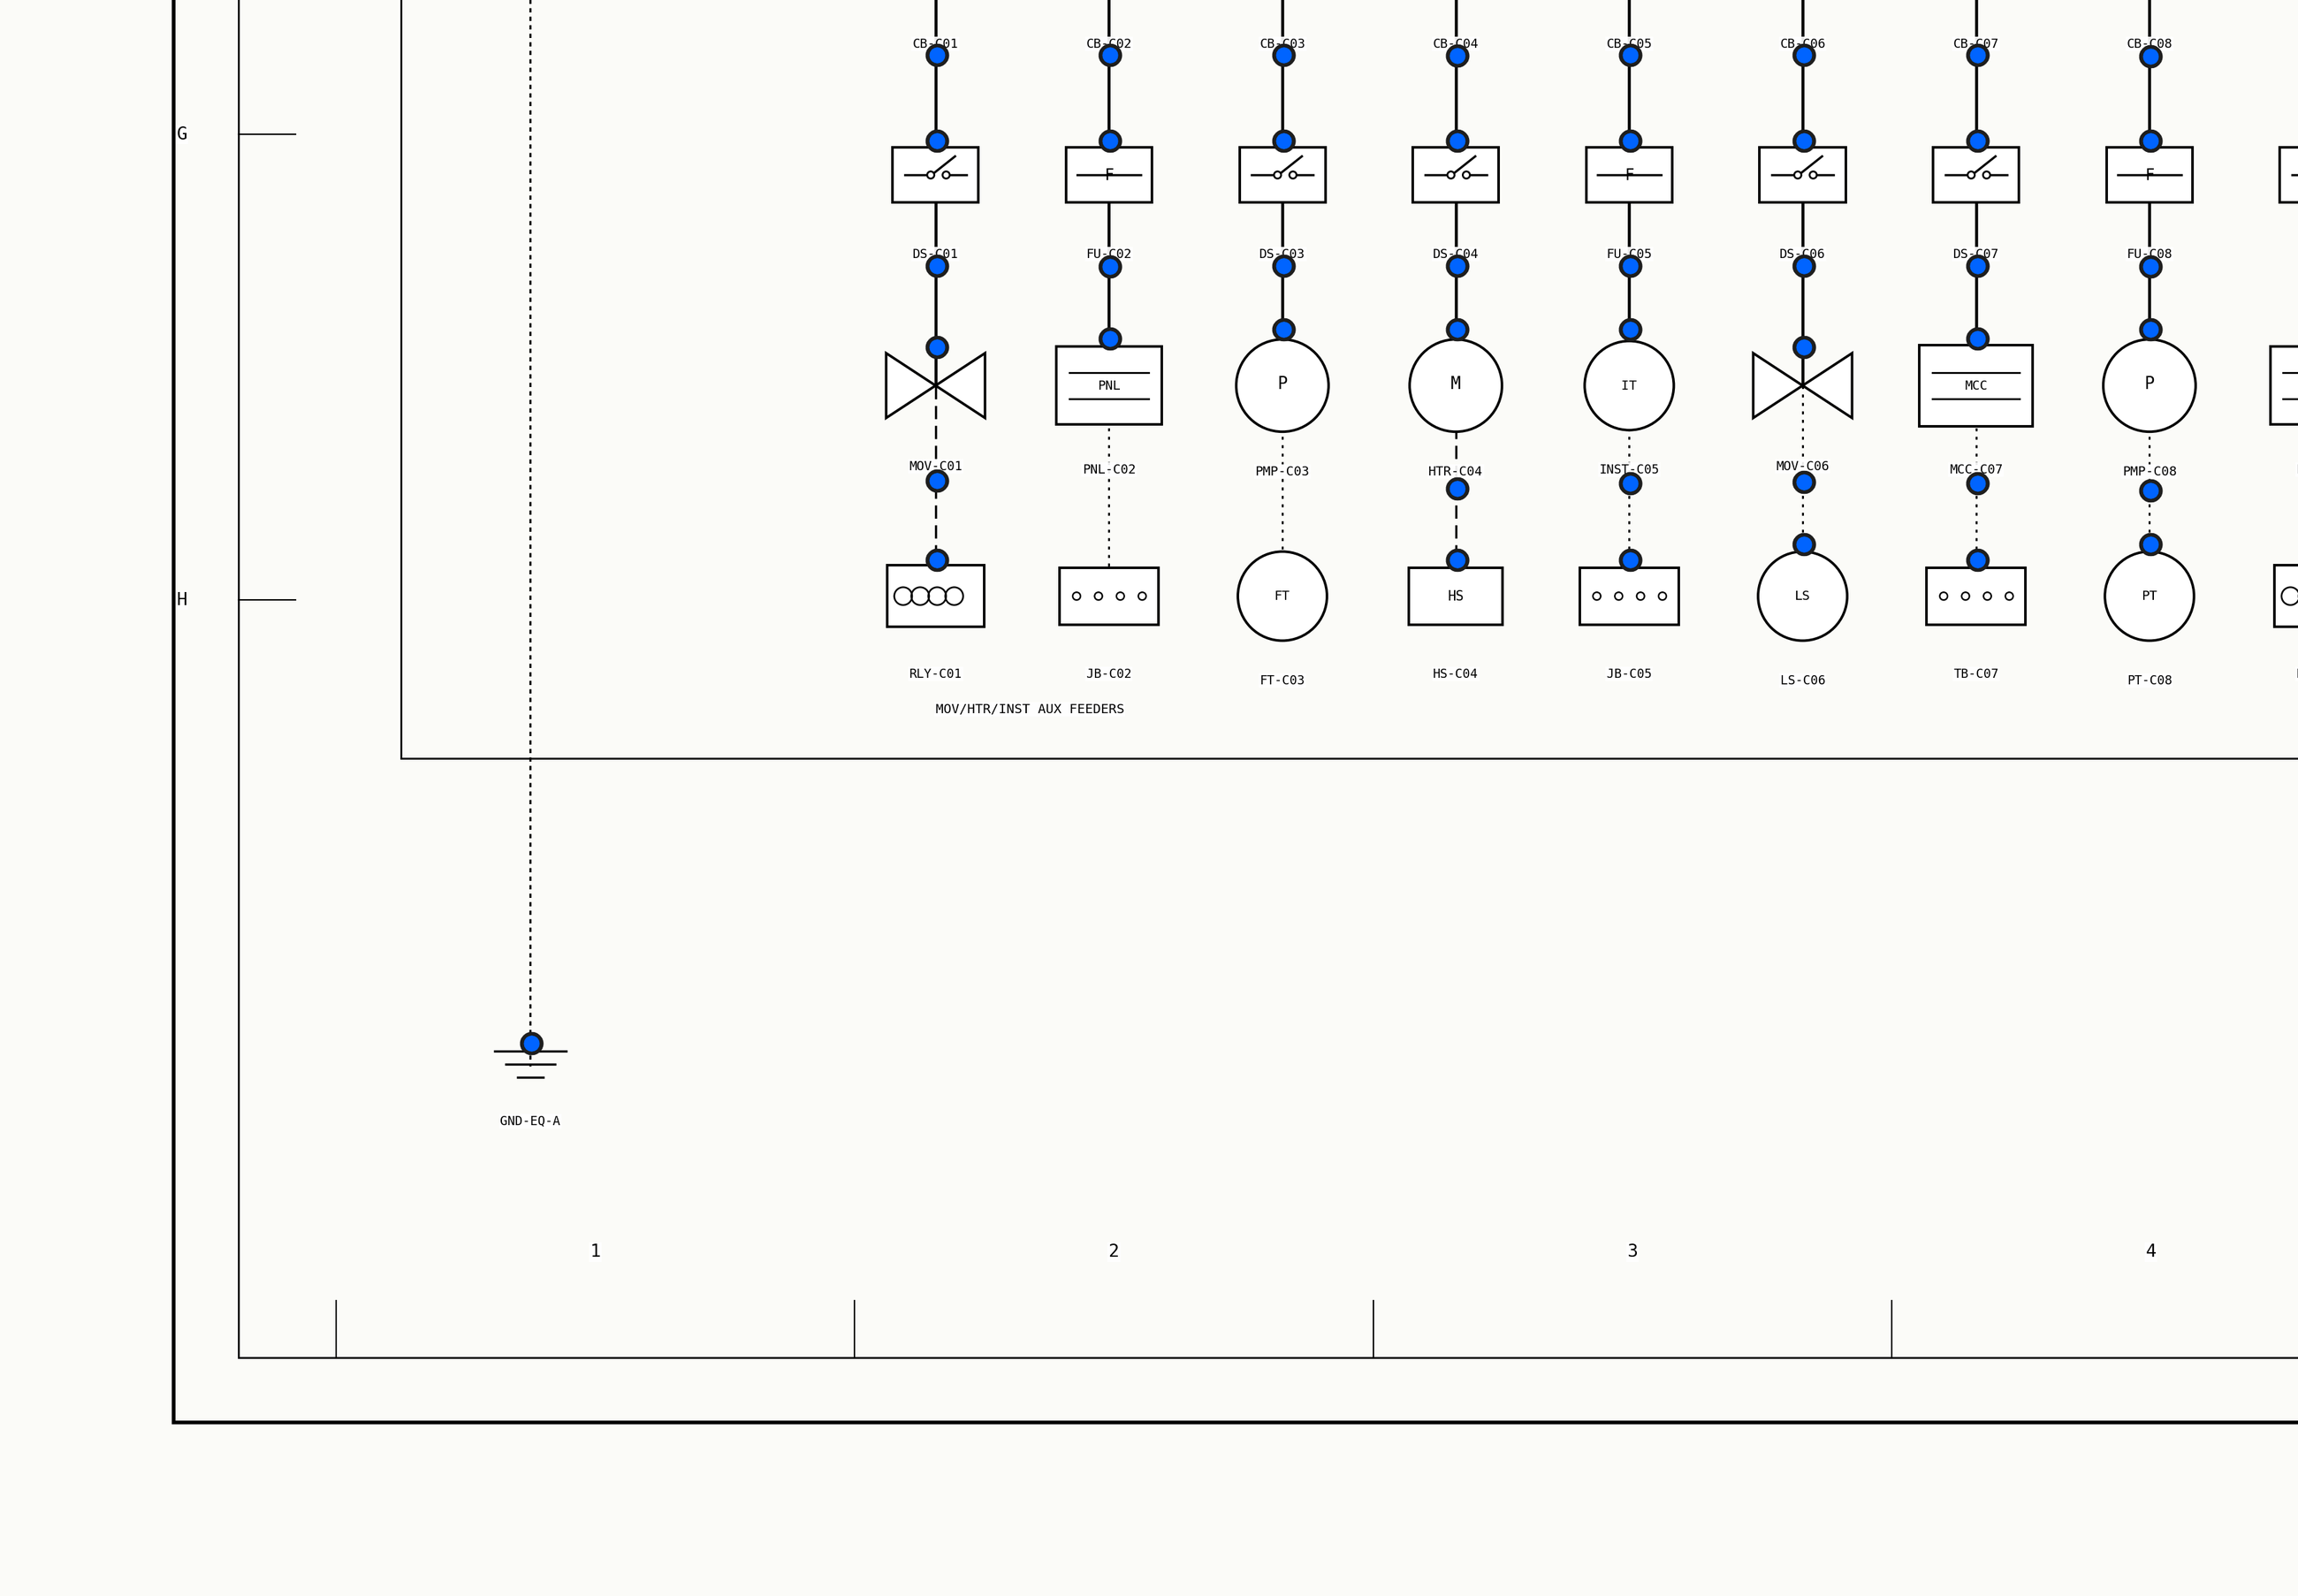 CB-C01 CB-C02 CB-C03 CB-C04 CB-C05 CB-C06 CB-C07 CB-C08
G
F F F
DS-C01 FU-C02 DS-C03 DS-C04 FU-C05 DS-C06 DS-C07 FU-C08
PNL P M IT MCC P
MOV-C01 PNL-C02 PMP-C03 HTR-C04 INST-C05 MOV-C06 MCC-C07 PMP-C08
H
FT HS LS PT
RLY-C01 JB-C02 FT-C03 HS-C04 JB-C05 LS-C06 TB-C07 PT-C08
MOV/HTR/INST AUX FEEDERS
GND-EQ-A
1 2 3 4